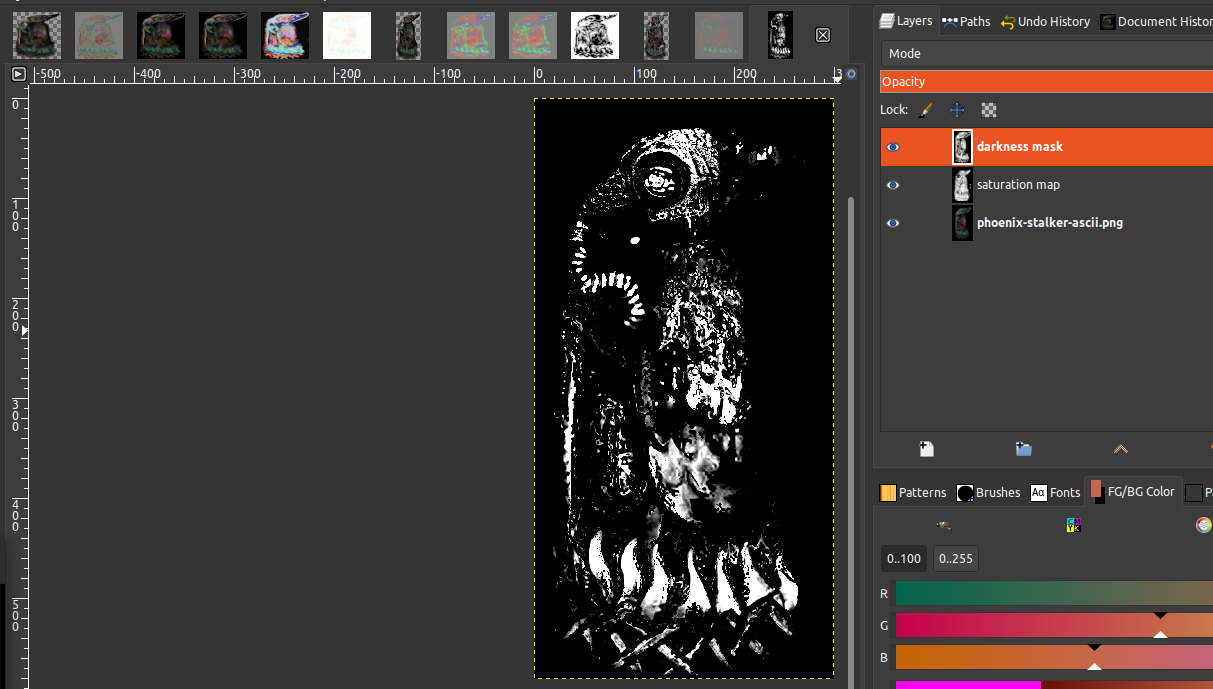 Layers Paths Undo History Document Histor
-500 -400 -300 -200 -100 0 100 200 3
Mode
Opacity
Lock:
darkness mask
saturation map
phoenix-stalker-ascii.png
0
100
200
300
400
500
Patterns Brushes Aa Fonts FG/BG Color P
0..100 0..255
R
G
B